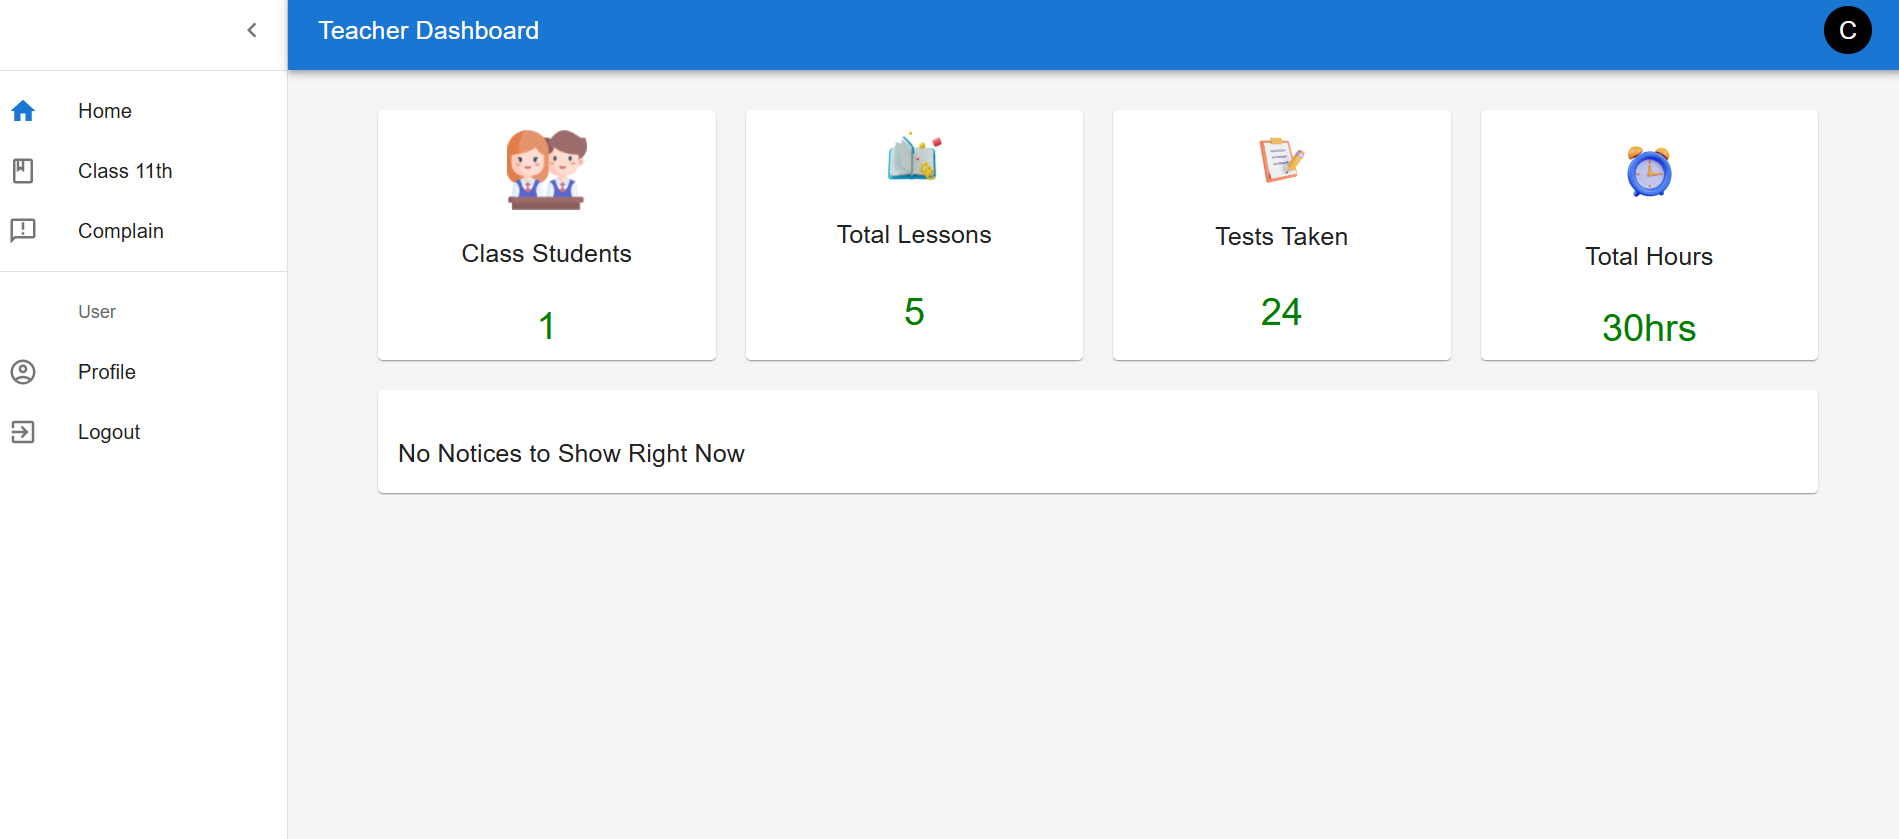 Teacher Dashboard
C
Home
Class 11th
Complain
User
Profile
Logout
Class Students
1
Total Lessons
5
Tests Taken
24
Total Hours
30hrs
No Notices to Show Right Now